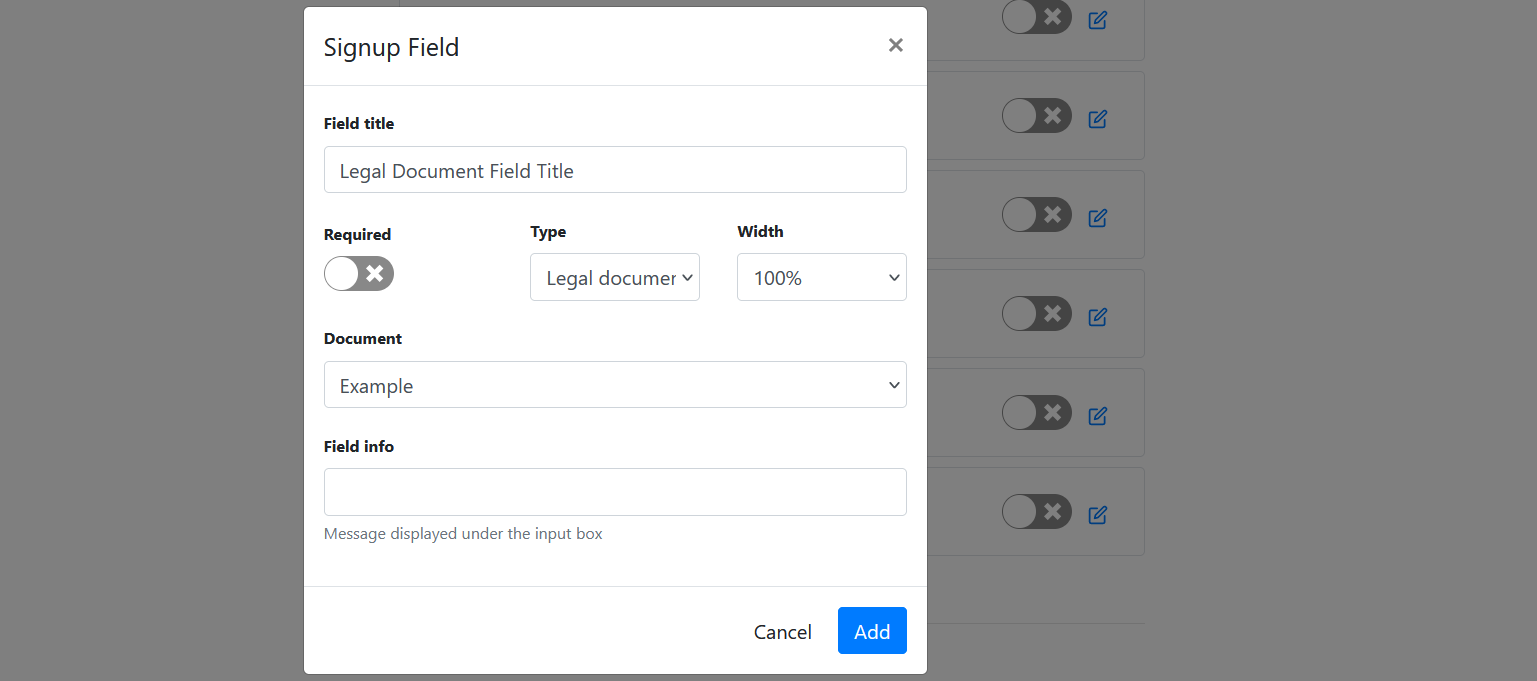 Signup Field
Field title
Legal Document Field Title
Required
Type
Width
Legal documen
100%
Document
Example
Field info
Message displayed under the input box
Cancel
Add